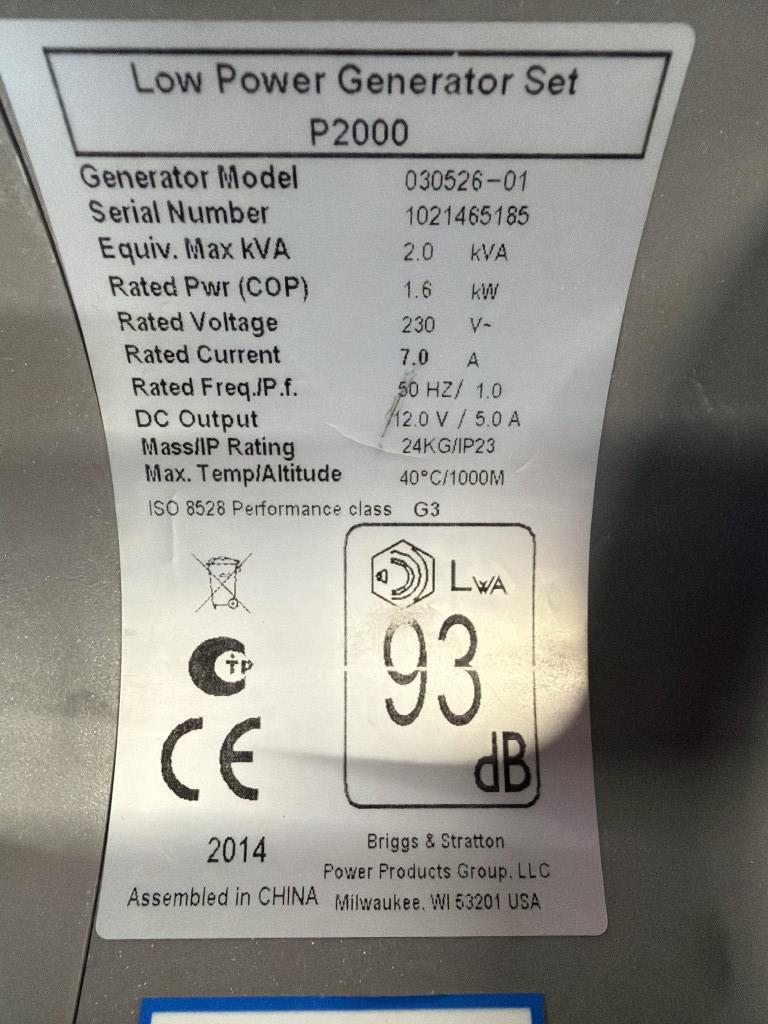 Low Power Generator Set
P2000
Generator Model 030526-01
Serial Number 1021465185
Equiv. Max kVA 2.0 kVA
Rated Pwr (COP) 1.6 kW
Rated Voltage 230 V~
Rated Current 7.0 A
Rated Freq./P.f. 50 HZ/ 1.0
DC Output 12.0 V / 5.0 A
Mass/IP Rating 24KG/IP23
Max. Temp/Altitude 40°C/1000M
ISO 8528 Performance class G3
LWA
93
dB
CE
2014
Assembled in CHINA
Briggs & Stratton
Power Products Group, LLC
Milwaukee, WI 53201 USA